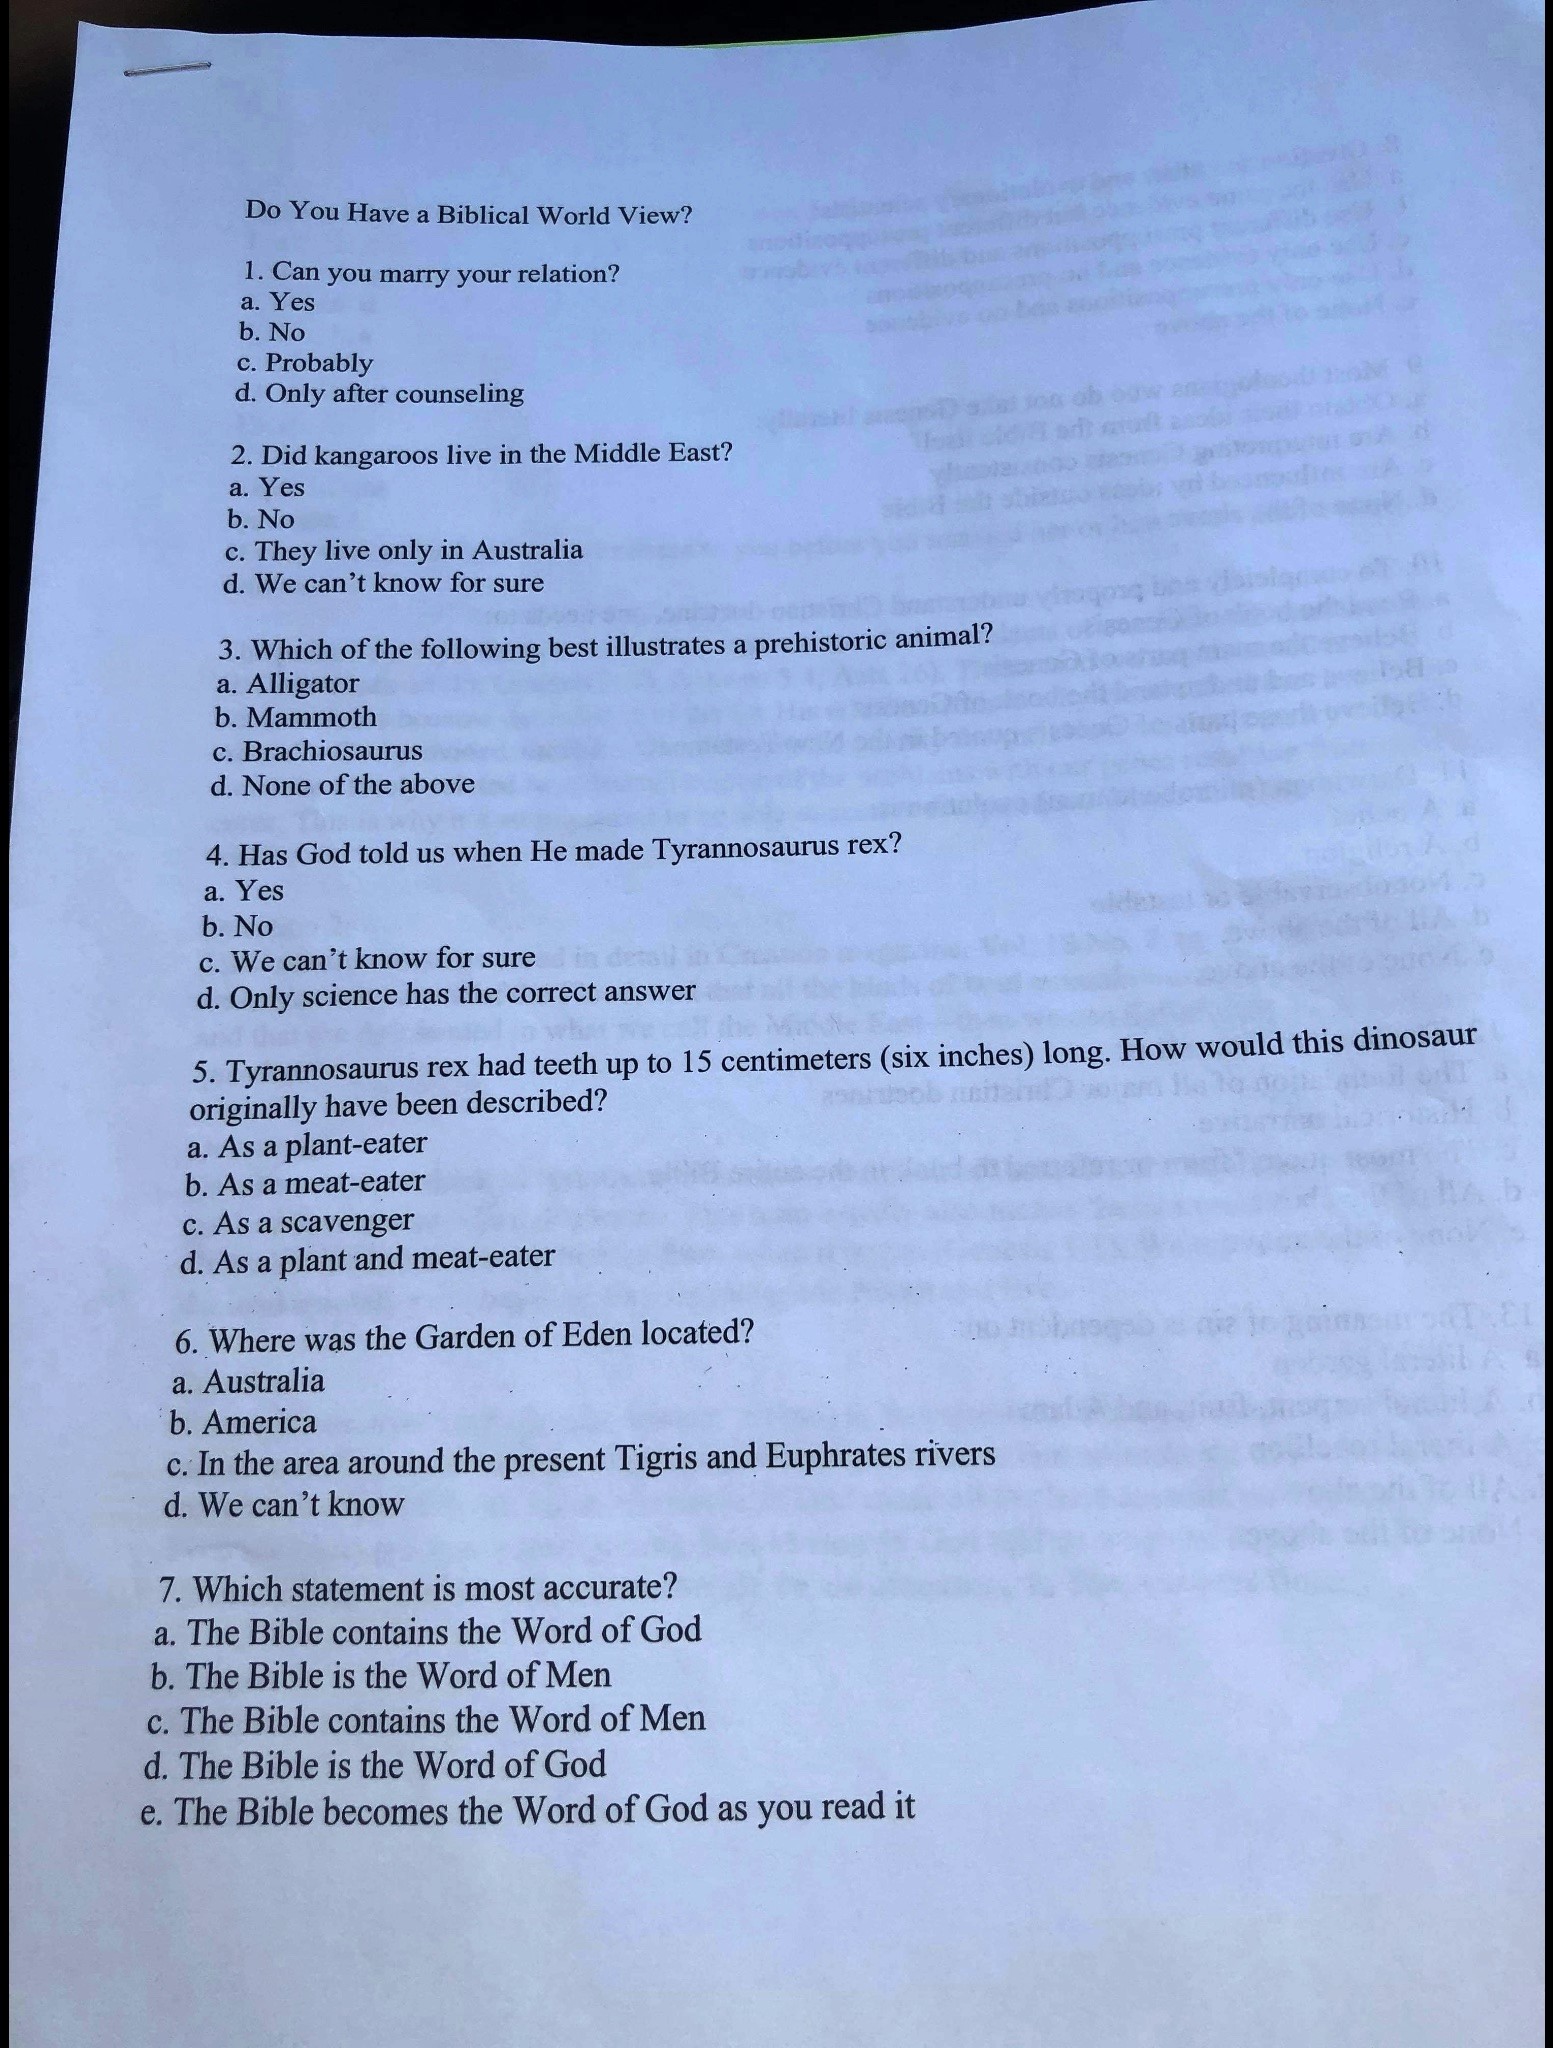 Do You Have a Biblical World View?
1. Can you marry your relation?
a. Yes
b. No
c. Probably
d. Only after counseling
2. Did kangaroos live in the Middle East?
a. Yes
b. No
c. They live only in Australia
d. We can't know for sure
3. Which of the following best illustrates a prehistoric animal?
a. Alligator
b. Mammoth
c. Brachiosaurus
d. None of the above
4. Has God told us when He made Tyrannosaurus rex?
a. Yes
b. No
c. We can't know for sure
d. Only science has the correct answer
5. Tyrannosaurus rex had teeth up to 15 centimeters (six inches) long. How would this dinosaur
originally have been described?
a. As a plant-eater
b. As a meat-eater
c. As a scavenger
d. As a plant and meat-eater
6. Where was the Garden of Eden located?
a. Australia
b. America
c. In the area around the present Tigris and Euphrates rivers
d. We can't know
7. Which statement is most accurate?
a. The Bible contains the Word of God
b. The Bible is the Word of Men
c. The Bible contains the Word of Men
d. The Bible is the Word of God
e. The Bible becomes the Word of God as you read it